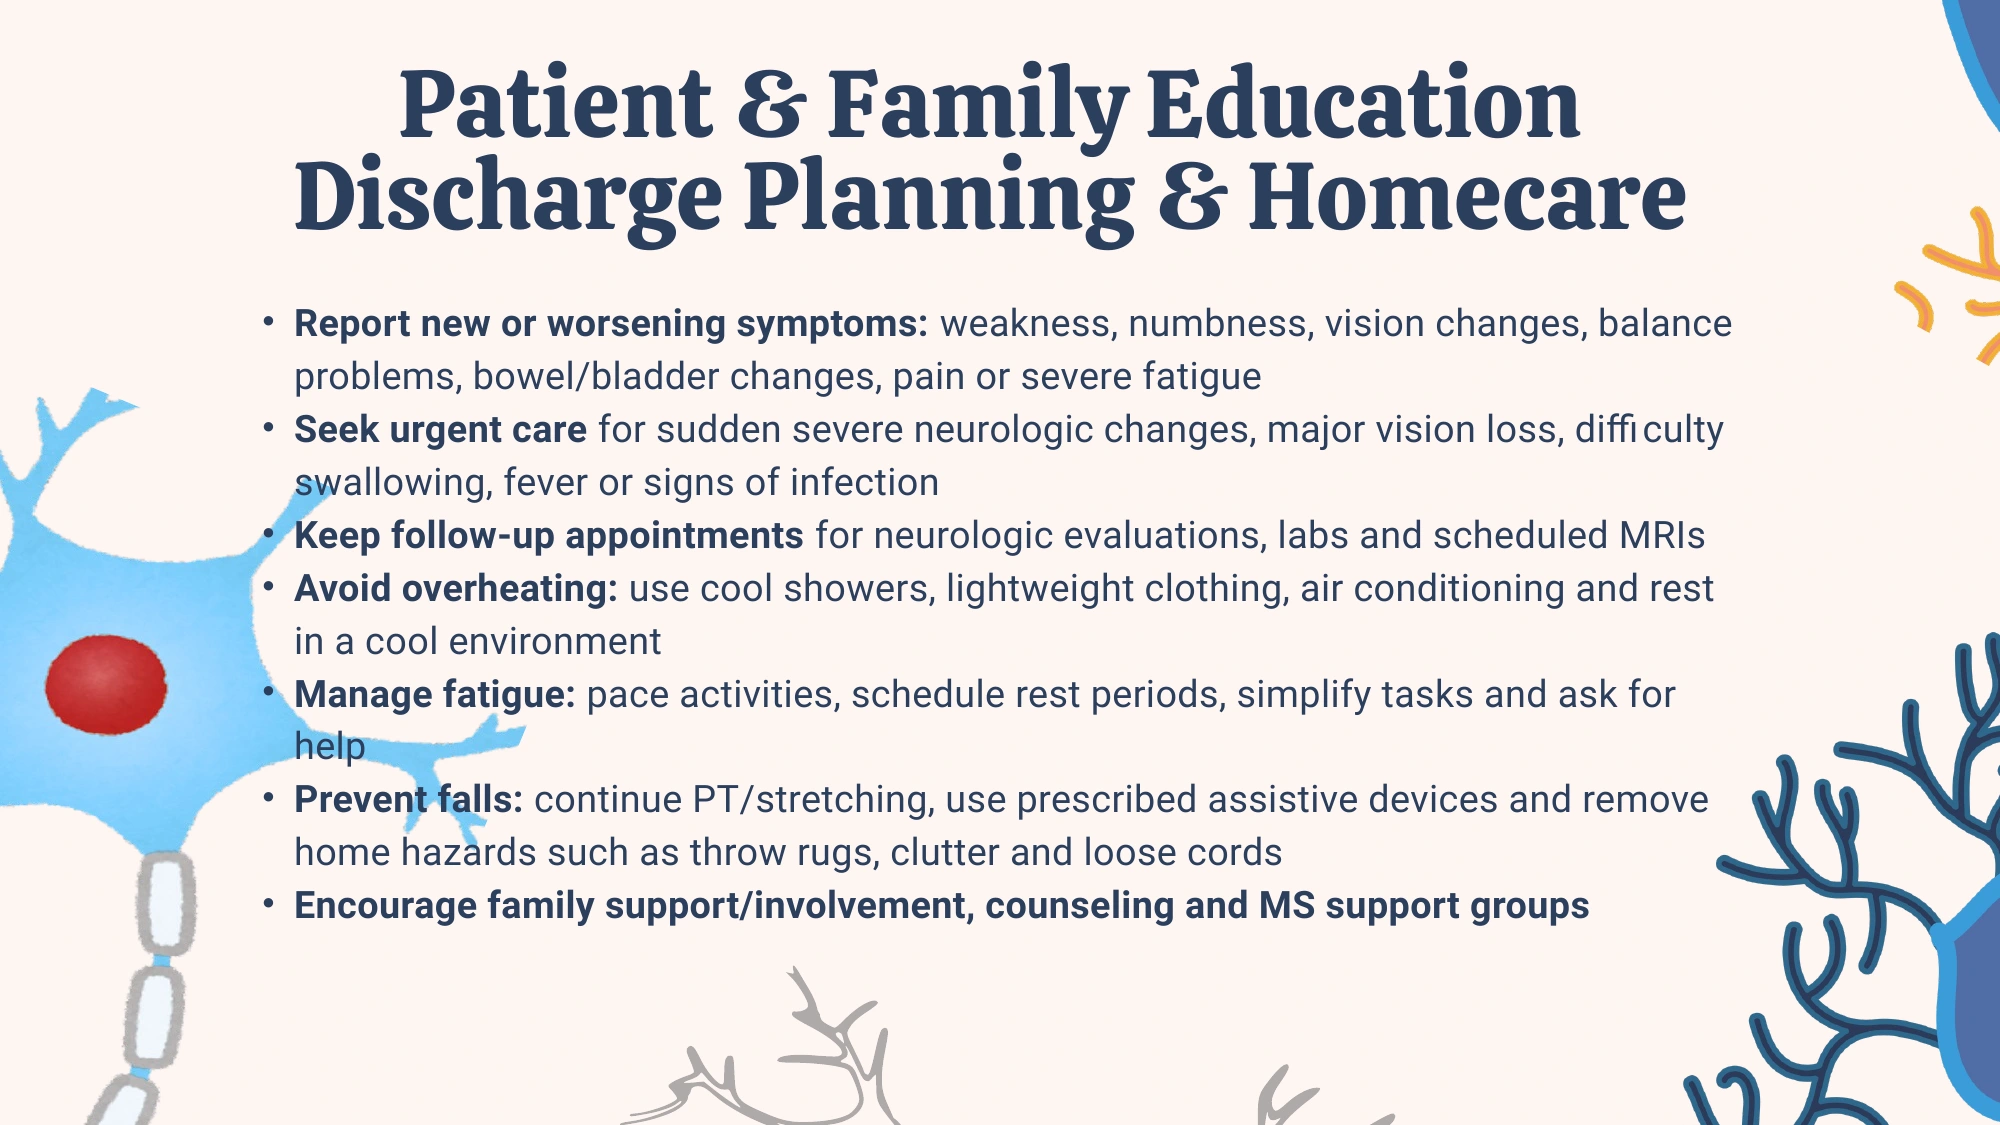 Patient & Family Education
Discharge Planning & Homecare
• Report new or worsening symptoms: weakness, numbness, vision changes, balance
problems, bowel/bladder changes, pain or severe fatigue
• Seek urgent care for sudden severe neurologic changes, major vision loss, difficulty
swallowing, fever or signs of infection
• Keep follow-up appointments for neurologic evaluations, labs and scheduled MRIs
• Avoid overheating: use cool showers, lightweight clothing, air conditioning and rest
in a cool environment
• Manage fatigue: pace activities, schedule rest periods, simplify tasks and ask for
help
• Prevent falls: continue PT/stretching, use prescribed assistive devices and remove
home hazards such as throw rugs, clutter and loose cords
• Encourage family support/involvement, counseling and MS support groups